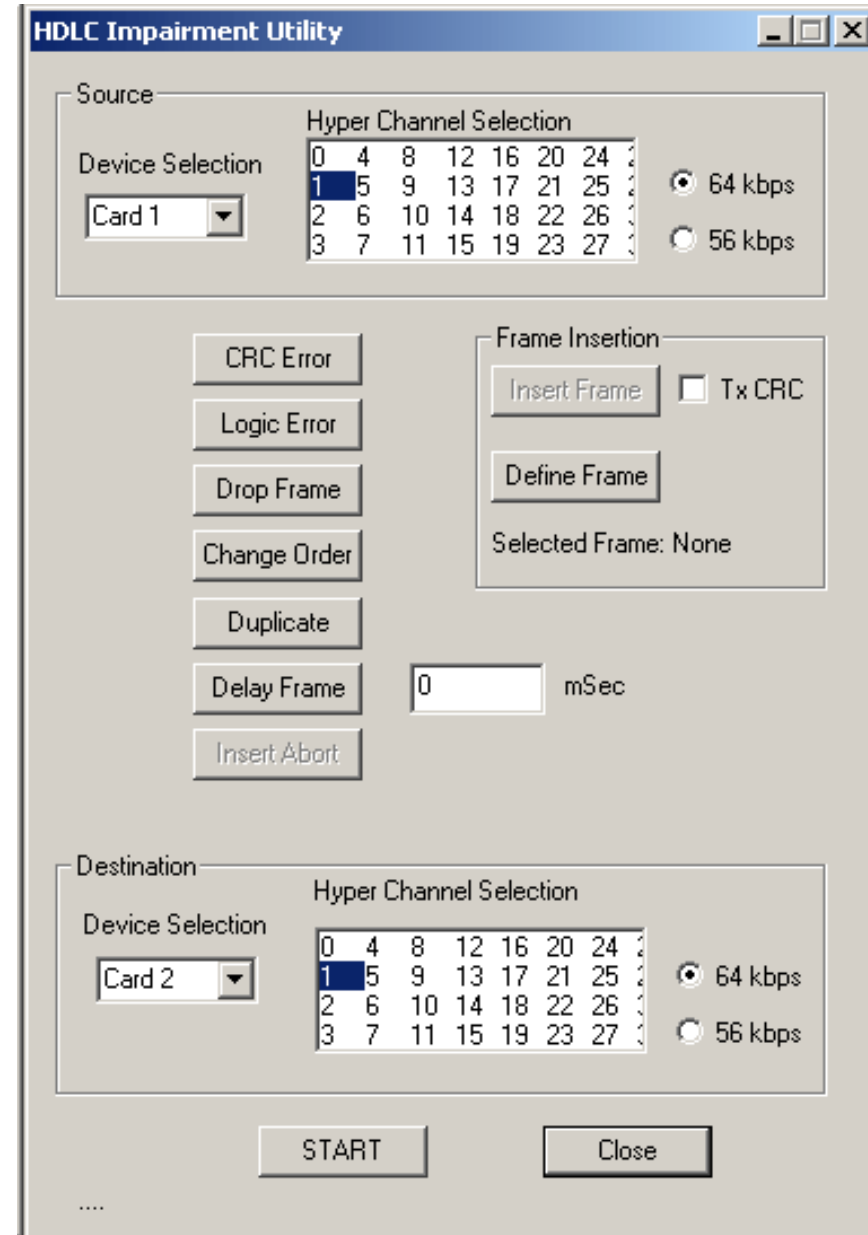 HDLC Impairment Utility
Source
Hyper Channel Selection
Device Selection
0 4 8 12 16 20 24
1 5 9 13 17 21 25
2 6 10 14 18 22 26
3 7 11 15 19 23 27
Card 1
64 kbps
56 kbps
CRC Error
Logic Error
Drop Frame
Change Order
Duplicate
Delay Frame
0 mSec
Insert Abort
Frame Insertion
Insert Frame
Tx CRC
Define Frame
Selected Frame: None
Destination
Hyper Channel Selection
Device Selection
0 4 8 12 16 20 24
1 5 9 13 17 21 25
2 6 10 14 18 22 26
3 7 11 15 19 23 27
Card 2
64 kbps
56 kbps
START
Close
....